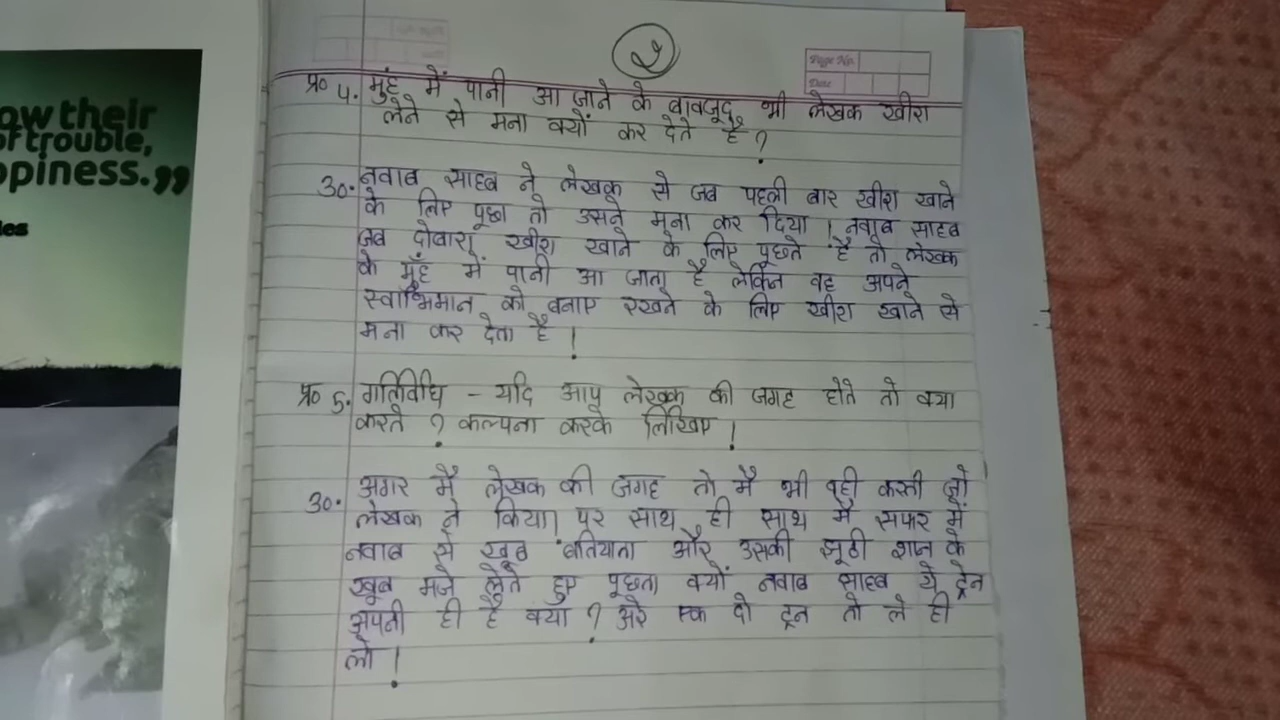 ow their
of trouble,
ppiness.”
ies
२
Page No.
Date
प्र० 4. मुँह में पानी आ जाने के बावजूद भी लेखक खीरा
लेने से मना क्यों कर देते है ?
उ०. नवाब साहब ने लेखक से जब पहली बार खीरा खाने
के लिए पूछा तो उसने मना कर दिया । नवाब साहब
जब दोबारा खीरा खाने के लिए पूछते है तो लेखक
के मुँह में पानी आ जाता है लेकिन वह अपने
स्वाभिमान को बनाए रखने के लिए खीरा खाने से
मना कर देता है !
प्र० 5. गतिविधि - यदि आप लेखक की जगह होते तो क्या
करते ? कल्पना करके लिखिए !
उ०. अगर मै लेखक की जगह तो मै भी वही करती जो
लेखक ने किया। पर साथ ही साथ मै सफर में
नवाब से खूब बतियाता और उसकी झूठी शान के
खूब मजे लेते हुए पूछता क्यों नवाब साहब ये ट्रेन
अपनी ही है क्या ? अरे एक दो ट्रन तो ले ही
लो !